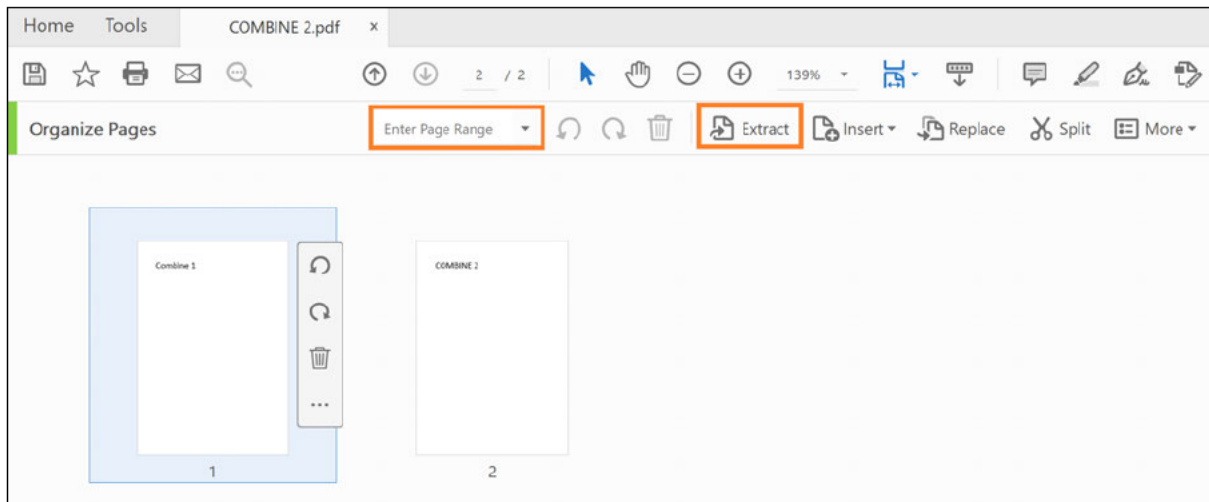 Home Tools COMBINE 2.pdf x
2 / 2 139%
Organize Pages Enter Page Range Extract Insert Replace Split More
Combine 1 COMBINE 2
1 2